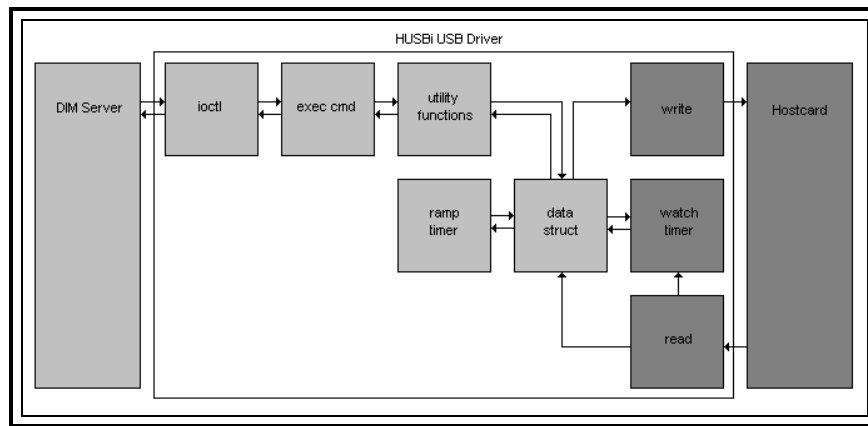 HUSBi USB Driver
DIM Server
ioctl
exec cmd
utility
functions
write
Hostcard
ramp
timer
data
struct
watch
timer
read